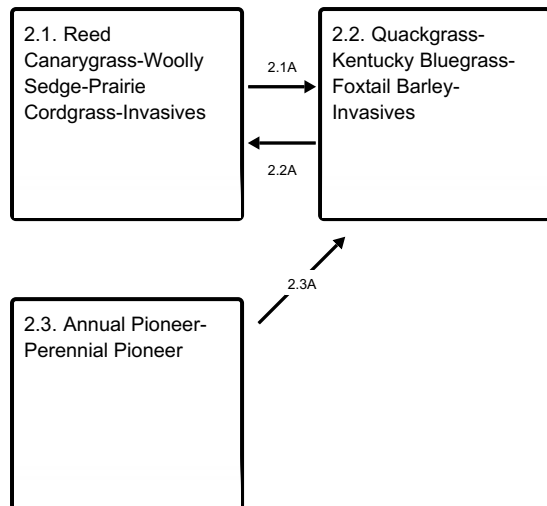 2.1. Reed
Canarygrass-Woolly
Sedge-Prairie
Cordgrass-Invasives
2.1A
2.2. Quackgrass-
Kentucky Bluegrass-
Foxtail Barley-
Invasives
2.2A
2.3A
2.3. Annual Pioneer-
Perennial Pioneer